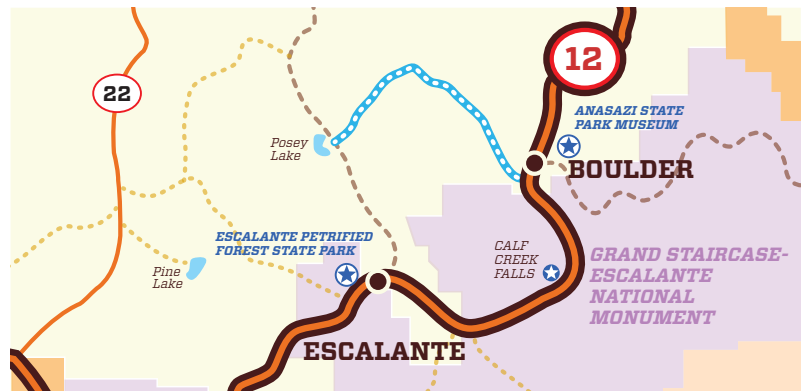 12
22
ANASAZI STATE
PARK MUSEUM
Posey
Lake
BOULDER
ESCALANTE PETRIFIED
FOREST STATE PARK
CALF
CREEK
FALLS
GRAND STAIRCASE-
ESCALANTE
NATIONAL
MONUMENT
Pine
Lake
ESCALANTE